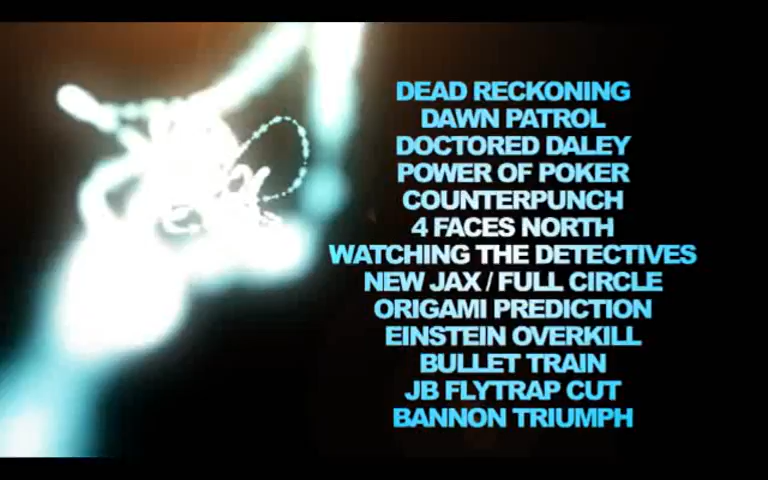 DEAD RECKONING
DAWN PATROL
DOCTORED DALEY
POWER OF POKER
COUNTERPUNCH
4 FACES NORTH
WATCHING THE DETECTIVES
NEW JAX / FULL CIRCLE
ORIGAMI PREDICTION
EINSTEIN OVERKILL
BULLET TRAIN
JB FLYTRAP CUT
BANNON TRIUMPH